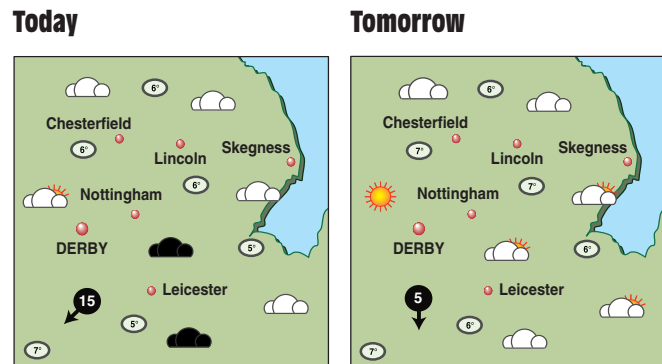 Today
6°
Chesterfield
6°
Lincoln
Skegness
6°
Nottingham
DERBY
5°
15
Leicester
5°
7°
Tomorrow
6°
Chesterfield
7°
Lincoln
Skegness
7°
Nottingham
DERBY
6°
5
Leicester
6°
7°